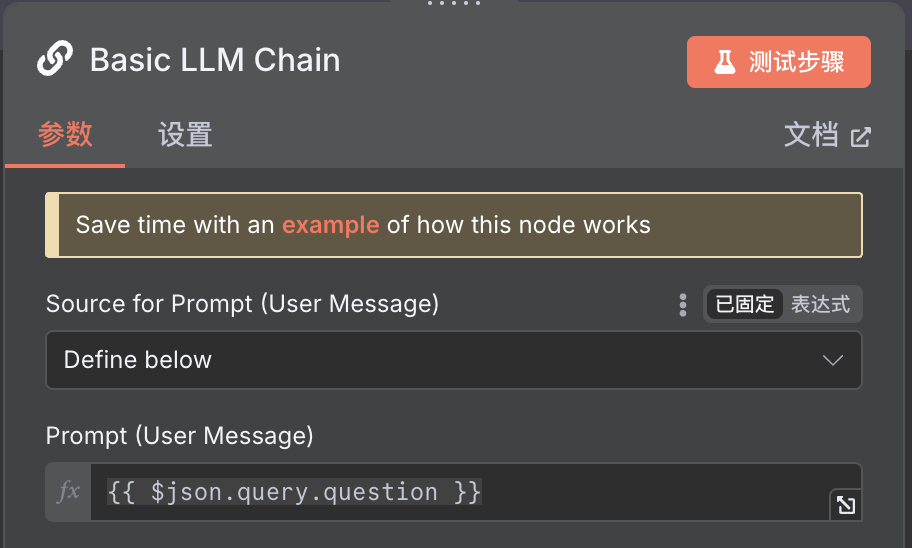 Basic LLM Chain
测试步骤
参数
设置
文档
Save time with an example of how this node works
Source for Prompt (User Message)
已固定
表达式
Define below
Prompt (User Message)
fx
{{ $json.query.question }}